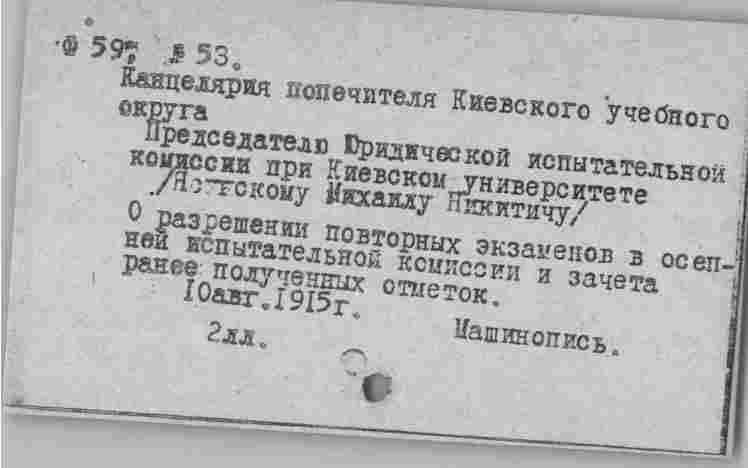 Ф 59, № 53.
Канцелярия попечителя Киевского учебного
округа
Председателю Юридической испытательной
комиссии при Киевском университете
/Яснскому Михаилу Никитичу/
О разрешении повторных экзаменов в осен-
ней испытательной комиссии и зачета
ранее полученных отметок.
10авг.1915г.
Машинопись.
2лл.